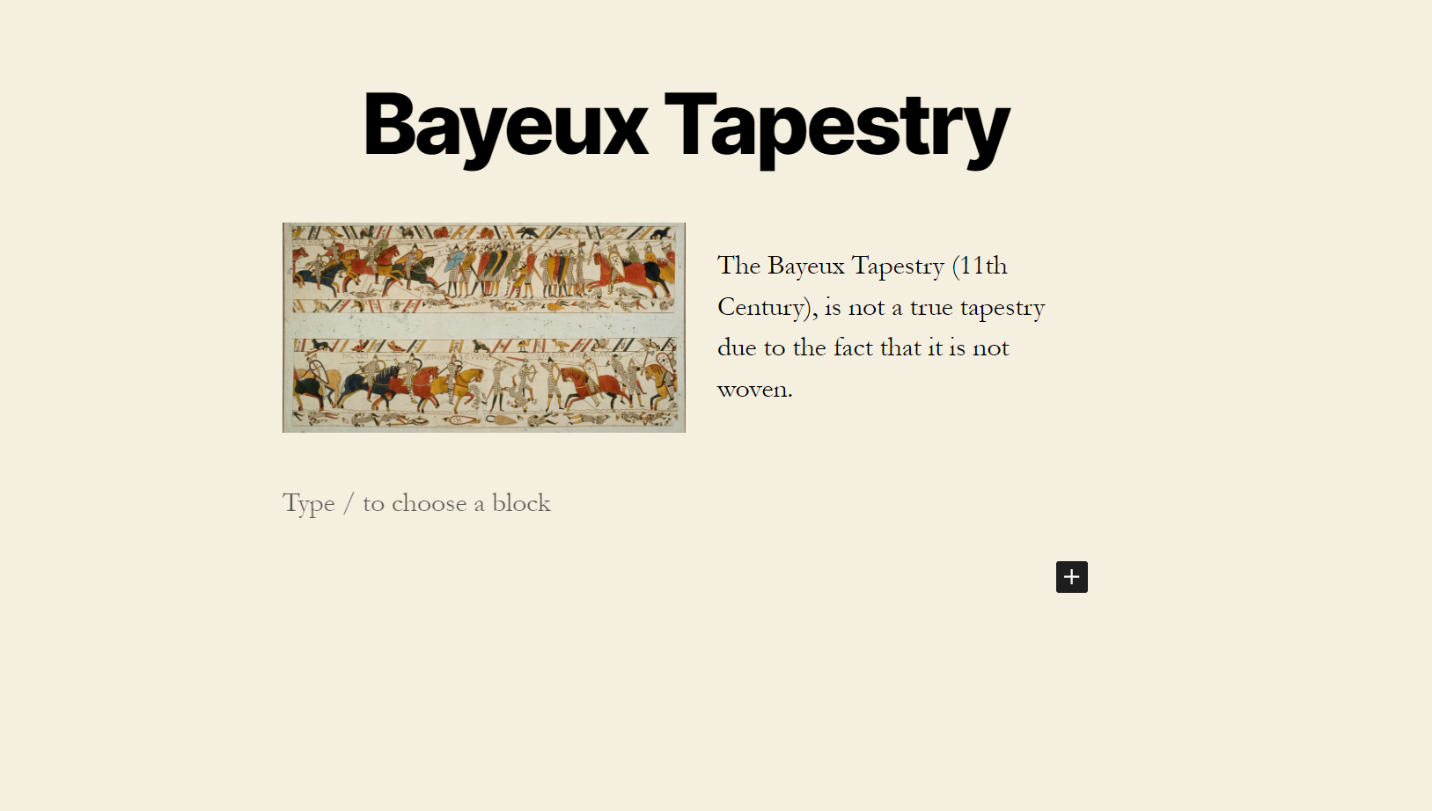 Bayeux Tapestry
The Bayeux Tapestry (11th
Century), is not a true tapestry
due to the fact that it is not
woven.
Type / to choose a block